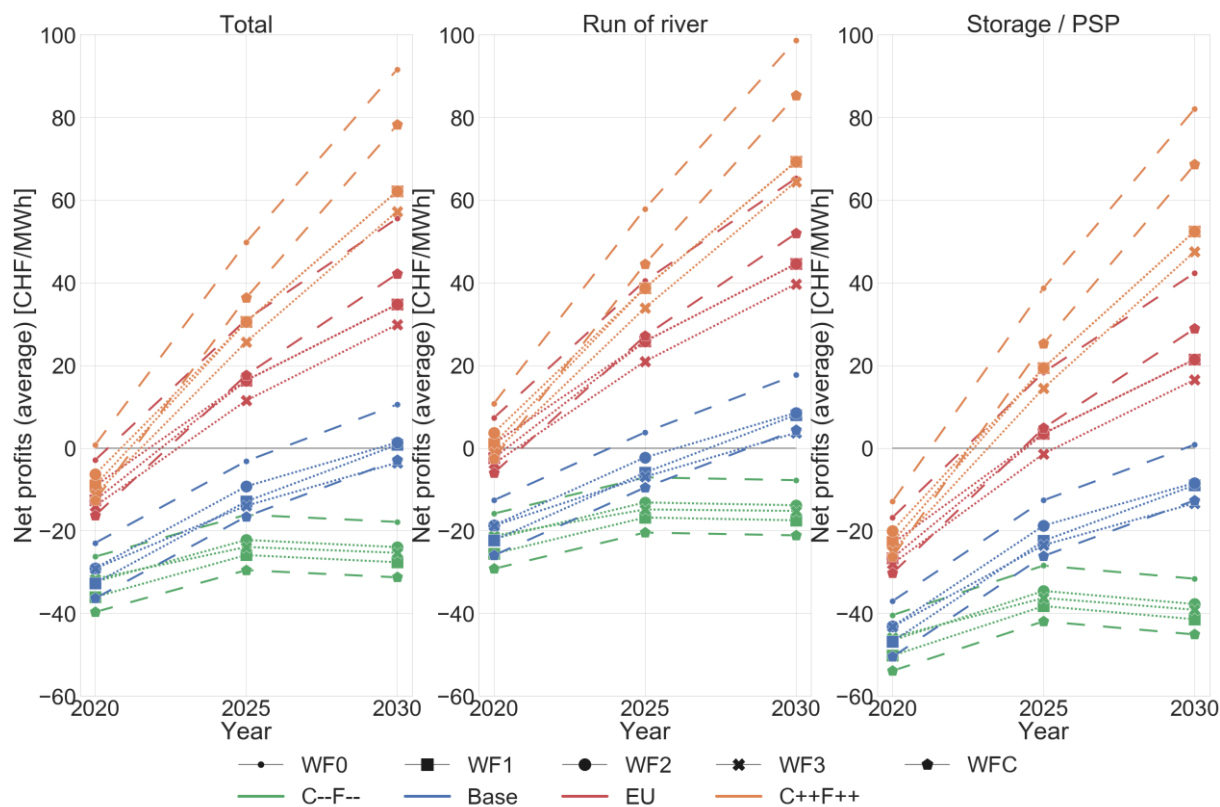 Total
Run of river
Storage / PSP
Net profits (average) [CHF/MWh]
100
80
60
40
20
0
−20
−40
−60
2020
2025
2030
Year
Net profits (average) [CHF/MWh]
100
80
60
40
20
0
−20
−40
−60
2020
2025
2030
Year
Net profits (average) [CHF/MWh]
100
80
60
40
20
0
−20
−40
−60
2020
2025
2030
Year
WF0
WF1
WF2
WF3
WFC
C--F--
Base
EU
C++F++